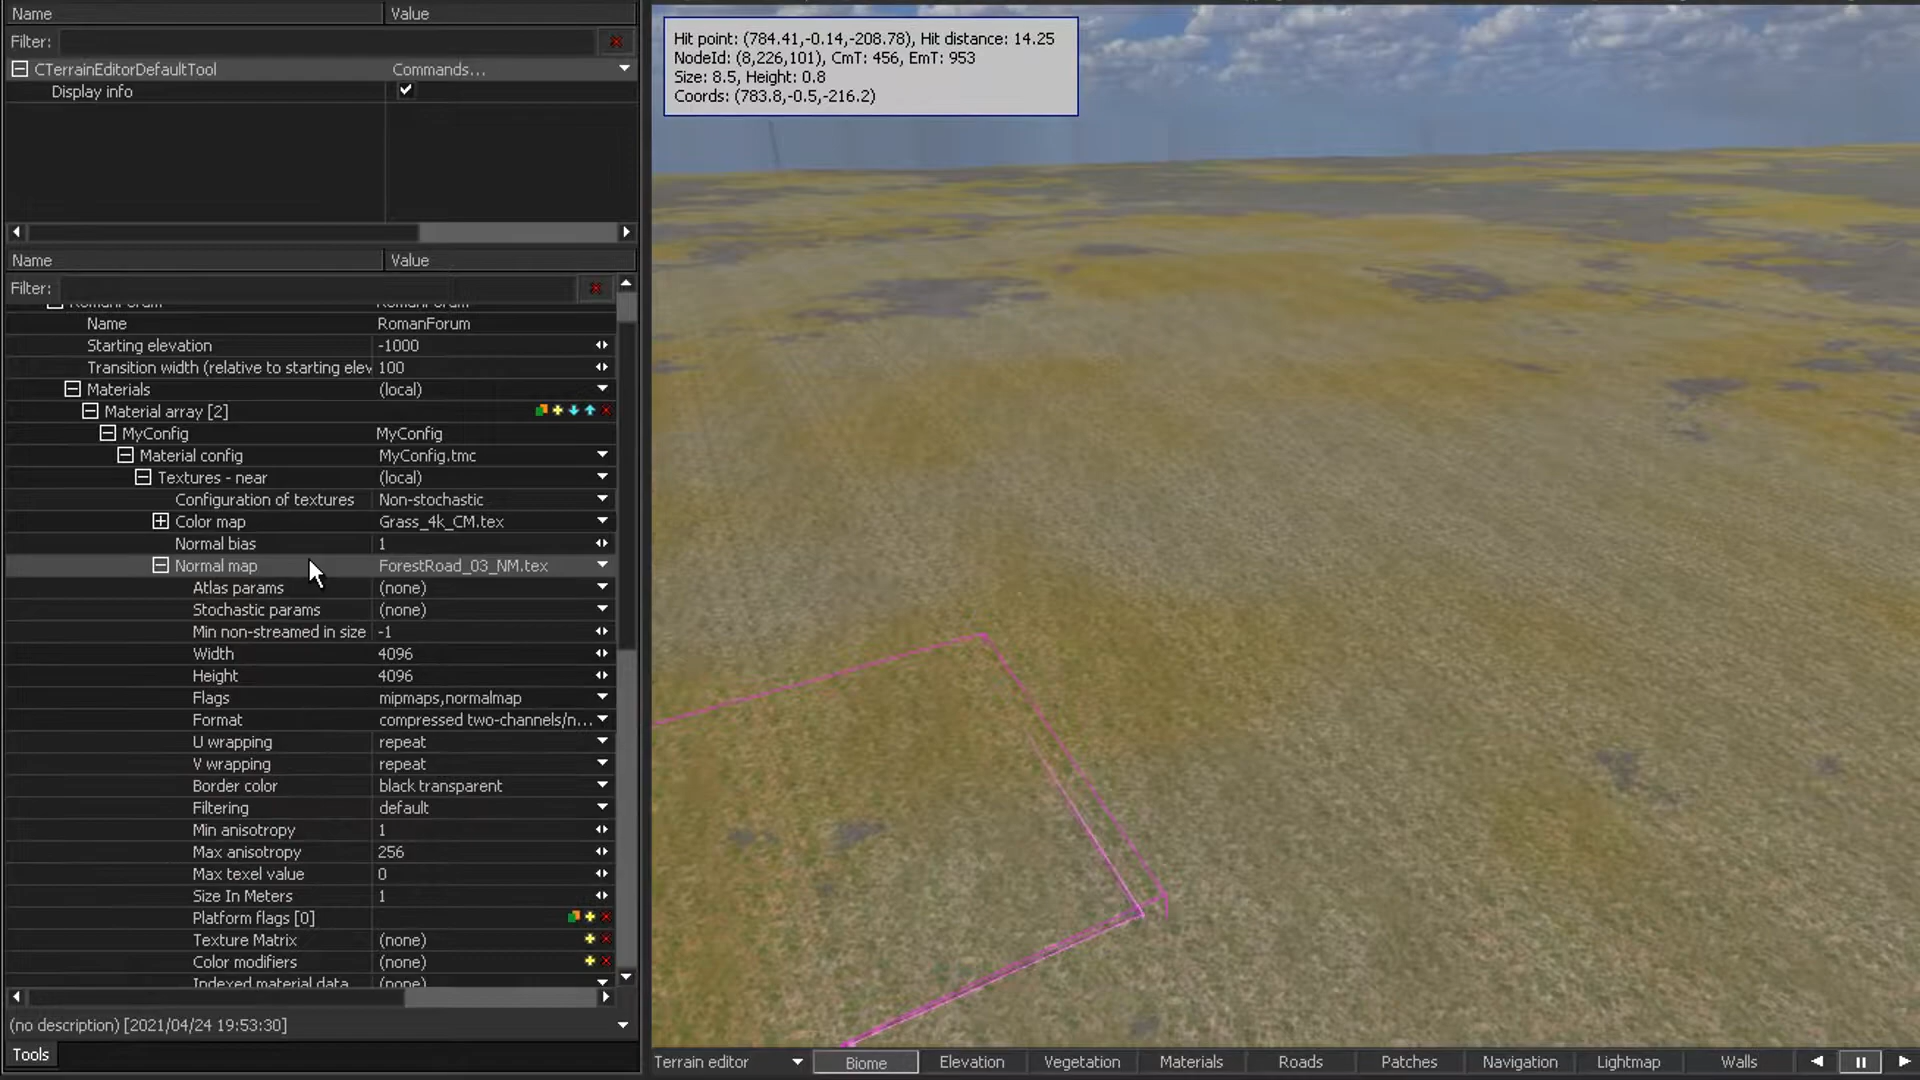 Name Value
Filter:
CTerrainEditorDefaultTool Commands...
Display info
Name Value
Filter:
RomanForum RomanForum
Name RomanForum
Starting elevation -1000
Transition width (relative to starting elev 100
Materials (local)
Material array [2]
MyConfig MyConfig
Material config MyConfig.tmc
Textures - near (local)
Configuration of textures Non-stochastic
Color map Grass_4k_CM.tex
Normal bias 1
Normal map ForestRoad_03_NM.tex
Atlas params (none)
Stochastic params (none)
Min non-streamed in size -1
Width 4096
Height 4096
Flags mipmaps,normalmap
Format compressed two-channels/n...
U wrapping repeat
V wrapping repeat
Border color black transparent
Filtering default
Min anisotropy 1
Max anisotropy 256
Max texel value 0
Size In Meters 1
Platform flags [0]
Texture Matrix (none)
Color modifiers (none)
Indexed material data (none)
(no description) [2021/04/24 19:53:30]
Tools
Hit point: (784.41,-0.14,-208.78), Hit distance: 14.25
NodeId: (8,226,101), CmT: 456, EmT: 953
Size: 8.5, Height: 0.8
Coords: (783.8,-0.5,-216.2)
Terrain editor Biome Elevation Vegetation Materials Roads Patches Navigation Lightmap Walls